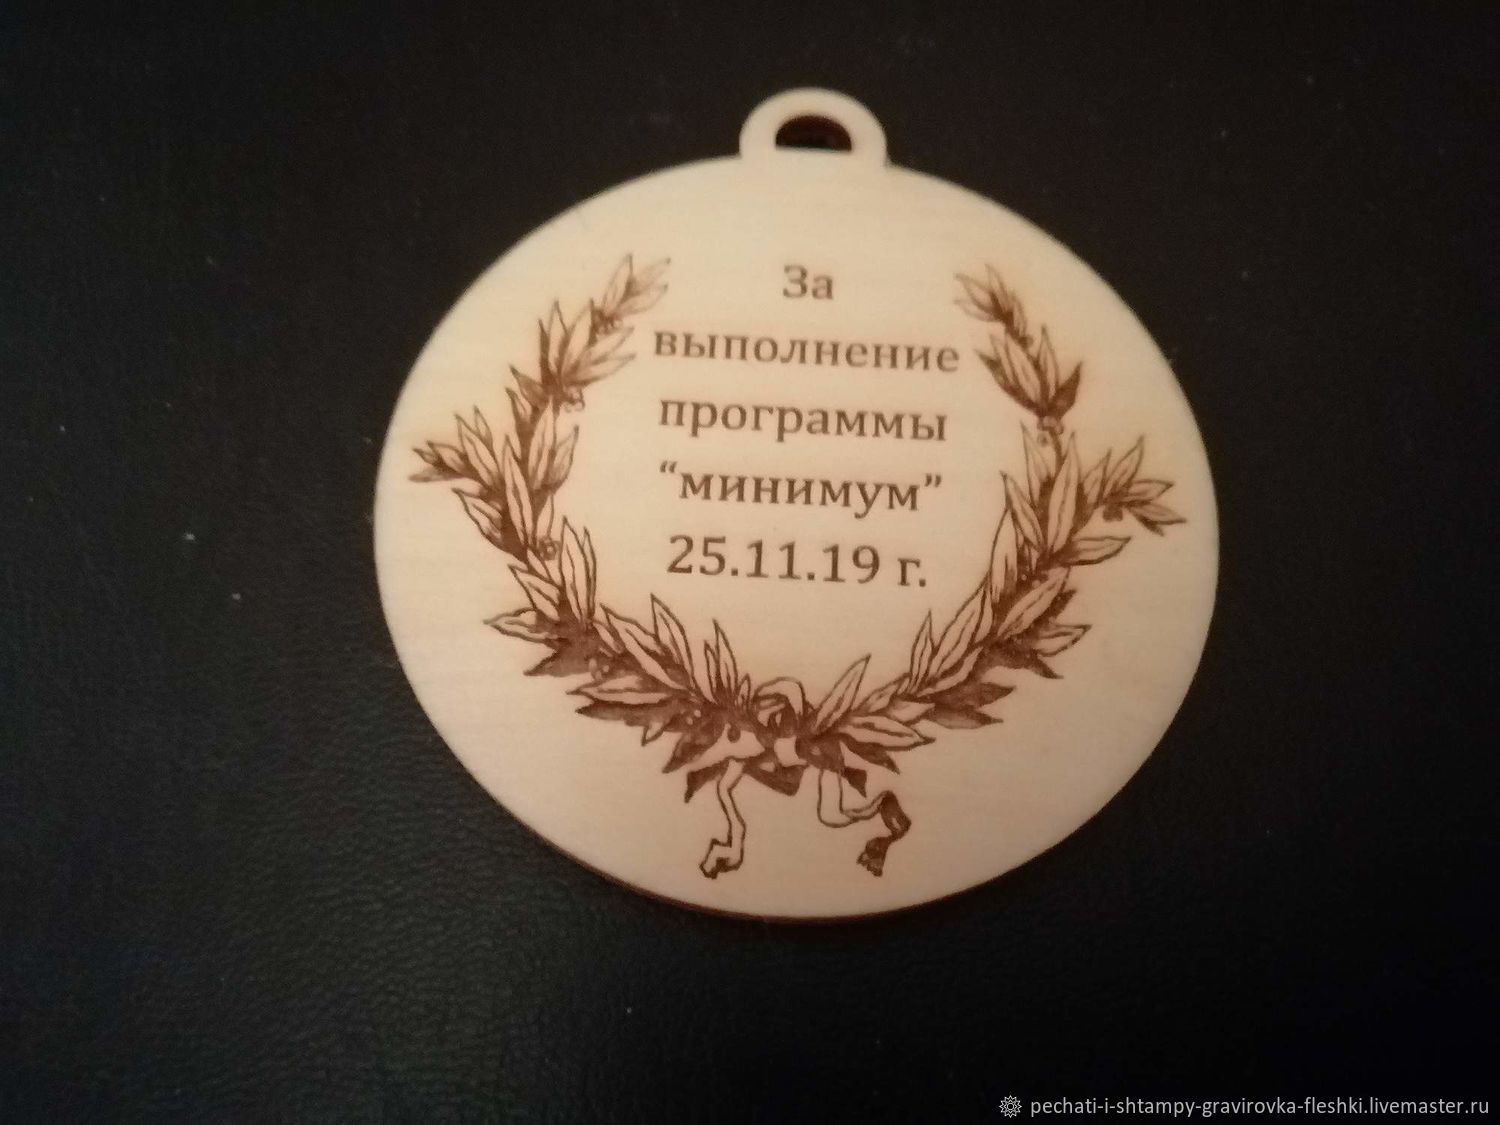 За
выполнение
программы
“минимум”
25.11.19 г.
pechati-i-shtampy-gravirovka-fleshki.livemaster.ru